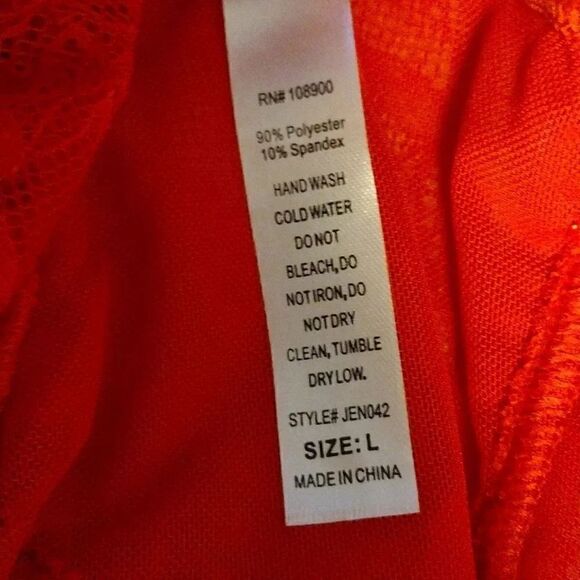 RN# 108900
90% Polyester
10% Spandex
HAND WASH
COLD WATER
DO NOT
BLEACH,DO
NOT IRON,DO
NOT DRY
CLEAN,TUMBLE
DRY LOW.
STYLE# JEN042
SIZE: L
MADE IN CHINA